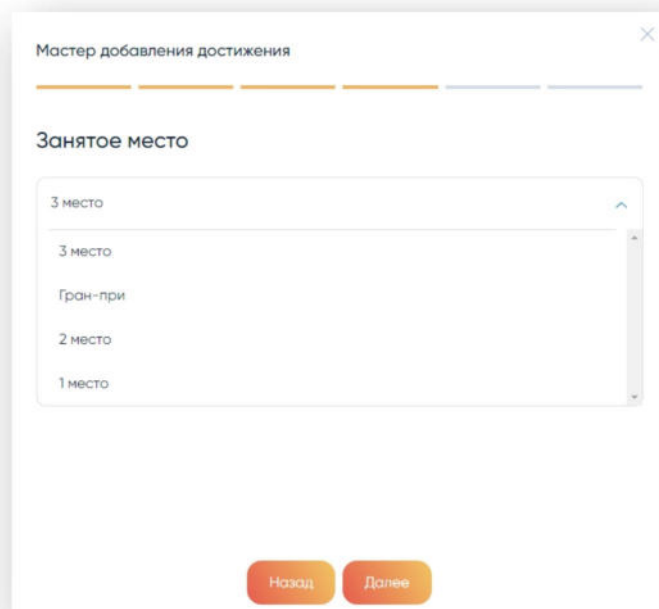 Мастер добавления достижения
Занятое место
3 место
3 место
Гран-при
2 место
1 место
Назад
Далее